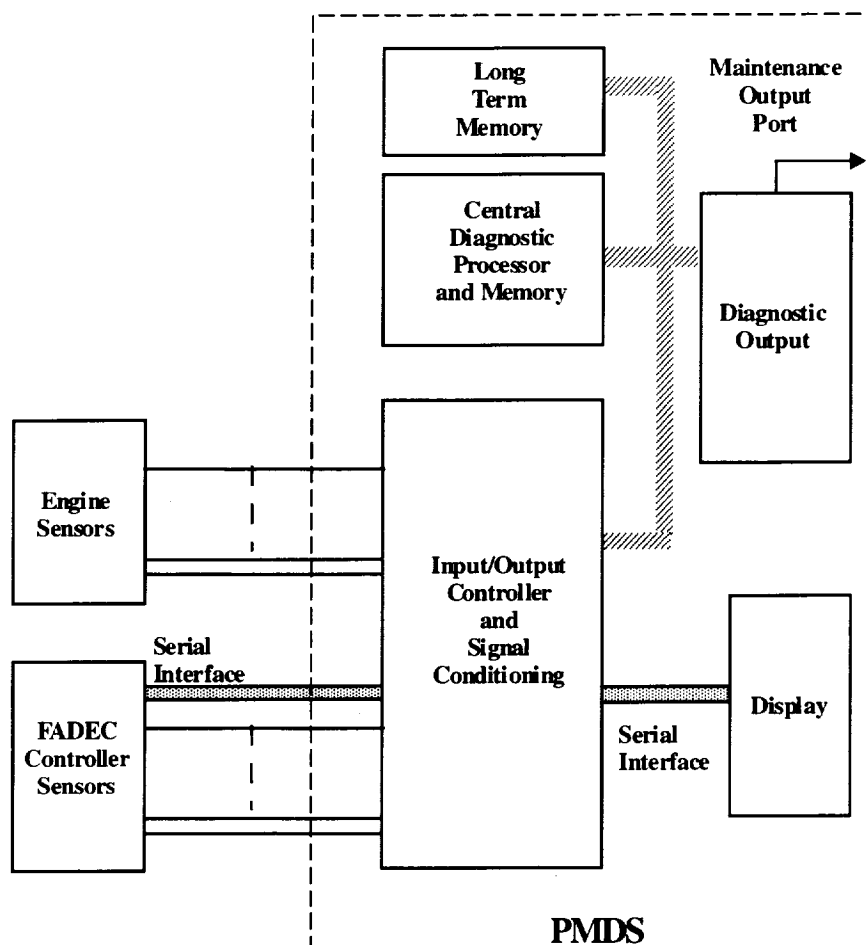 Long
Term
Memory
Maintenance
Output
Port
Central
Diagnostic
Processor
and Memory
Diagnostic
Output
Engine
Sensors
Input/Output
Controller
and
Signal
Conditioning
Serial
Interface
FADEC
Controller
Sensors
Display
Serial
Interface
PMDS